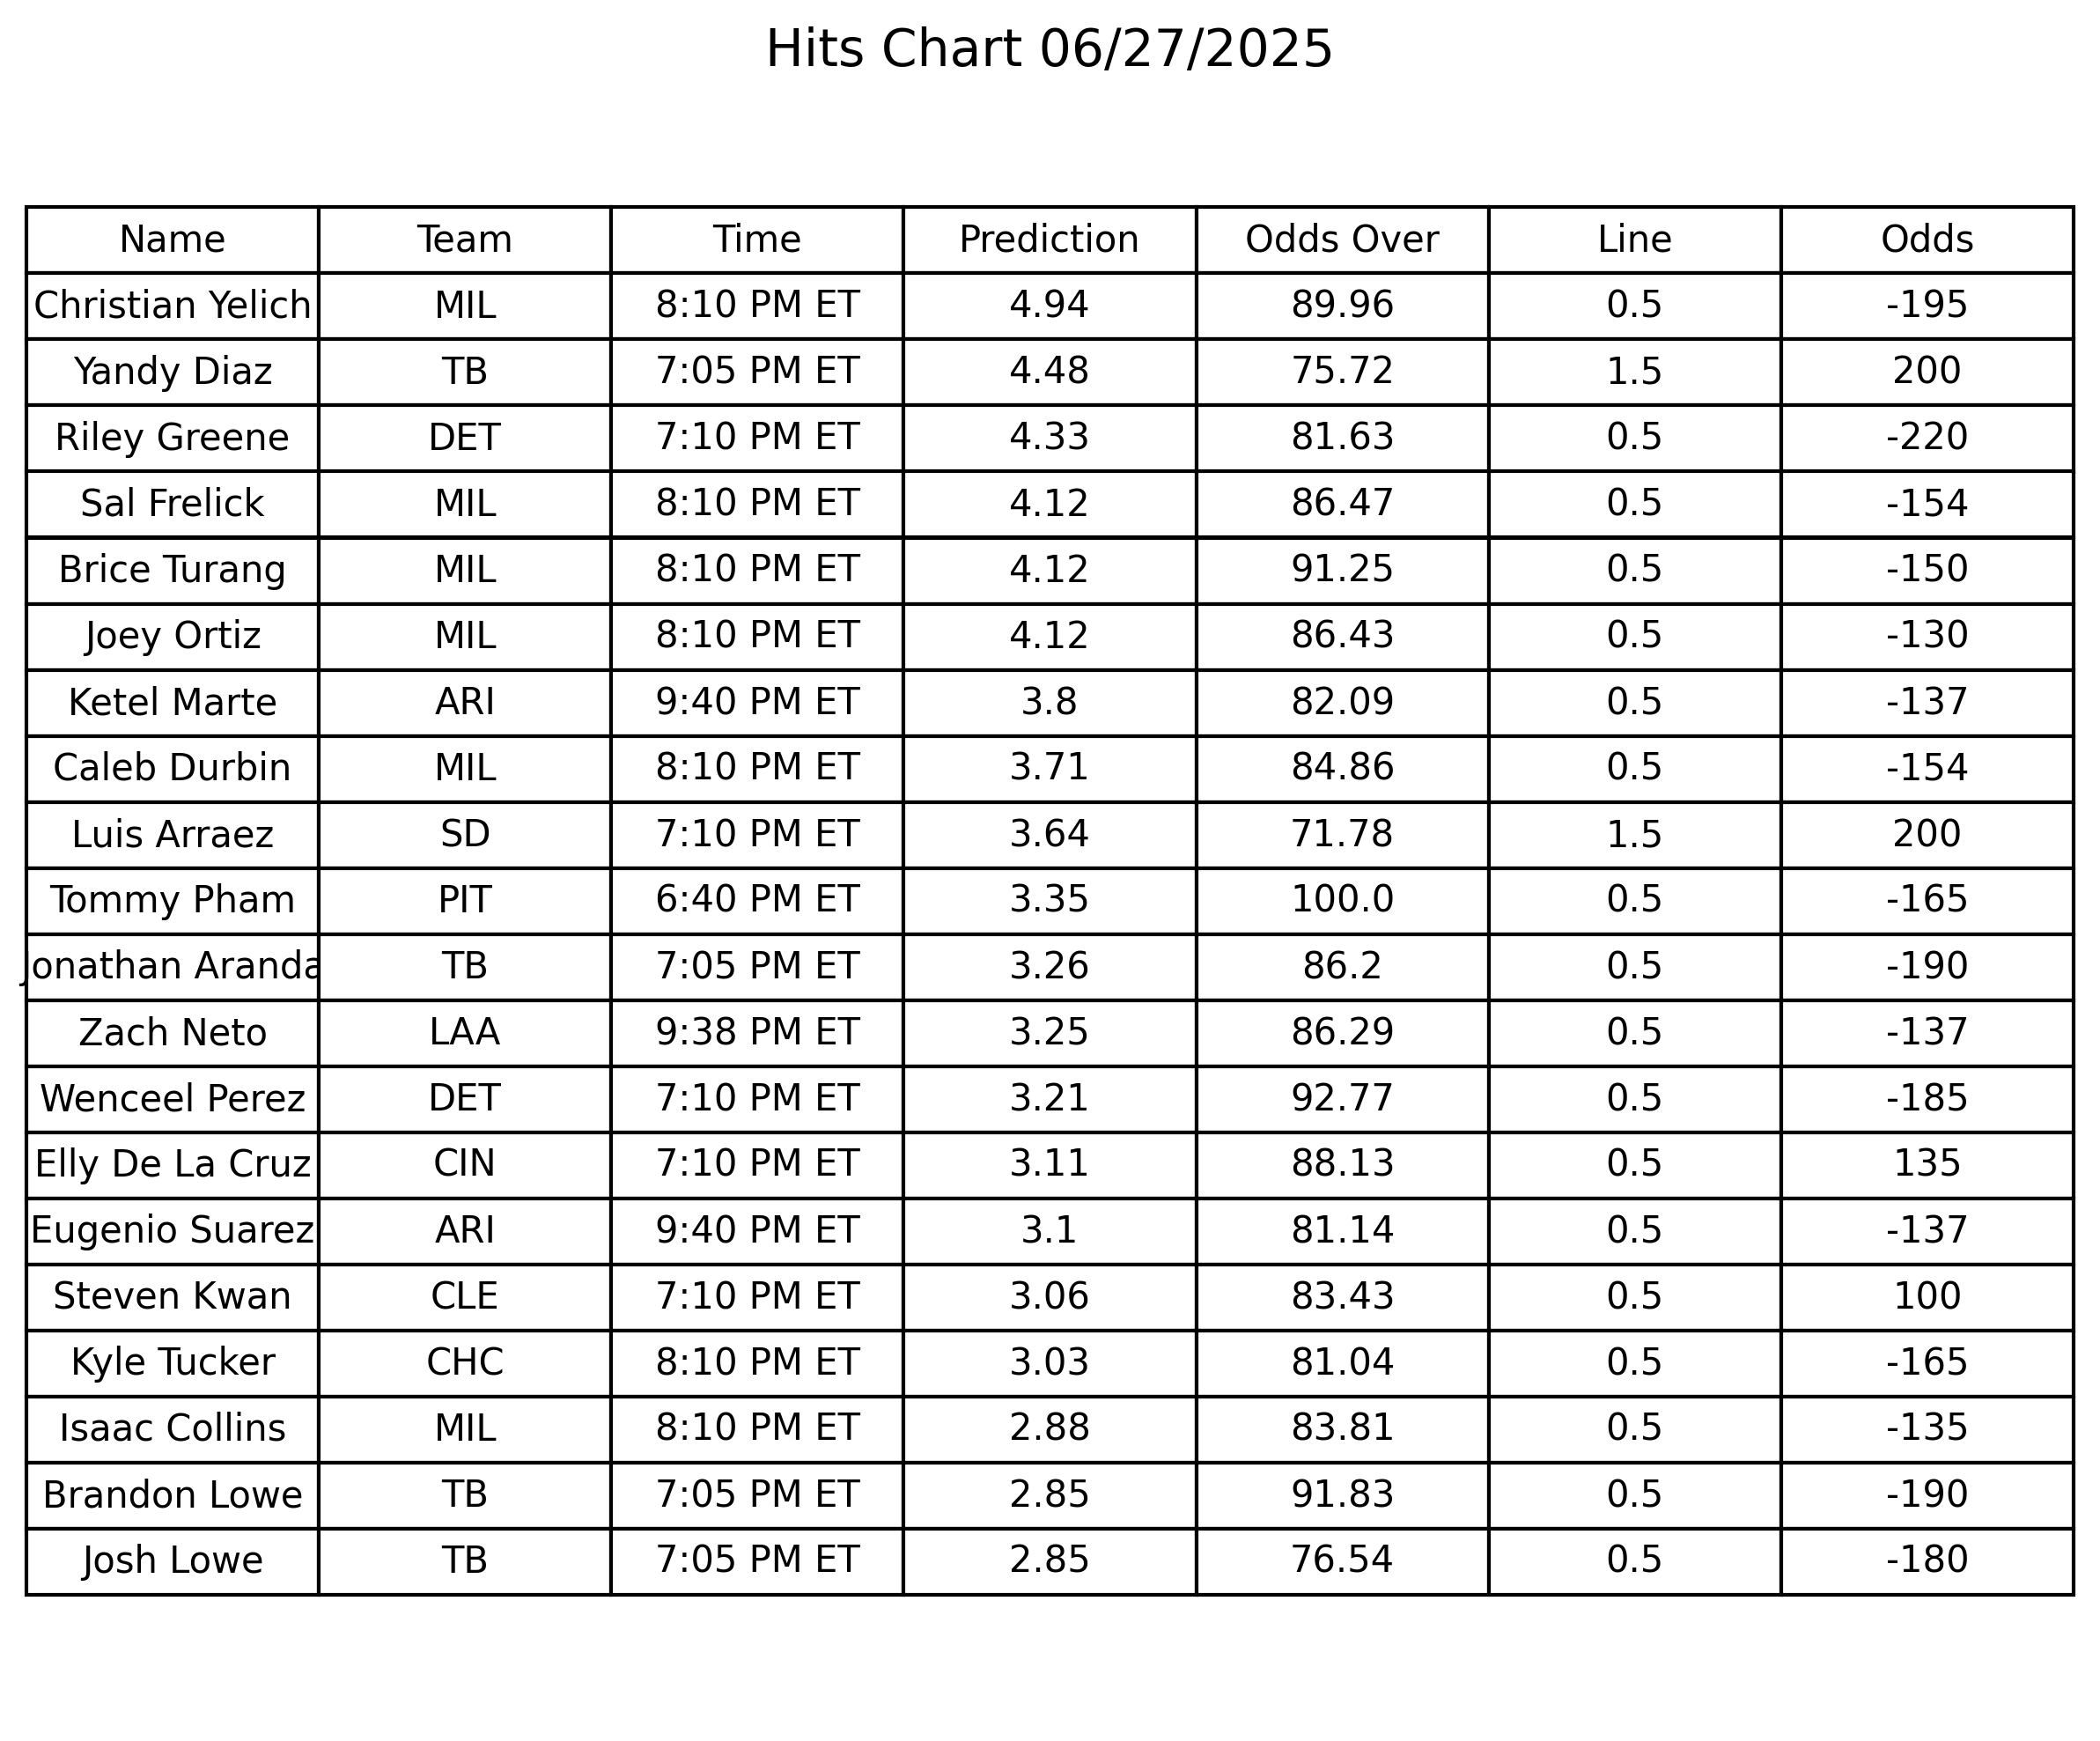 Hits Chart 06/27/2025
Name Team Time Prediction Odds Over Line Odds
Christian Yelich MIL 8:10 PM ET 4.94 89.96 0.5 -195
Yandy Diaz TB 7:05 PM ET 4.48 75.72 1.5 200
Riley Greene DET 7:10 PM ET 4.33 81.63 0.5 -220
Sal Frelick MIL 8:10 PM ET 4.12 86.47 0.5 -154
Brice Turang MIL 8:10 PM ET 4.12 91.25 0.5 -150
Joey Ortiz MIL 8:10 PM ET 4.12 86.43 0.5 -130
Ketel Marte ARI 9:40 PM ET 3.8 82.09 0.5 -137
Caleb Durbin MIL 8:10 PM ET 3.71 84.86 0.5 -154
Luis Arraez SD 7:10 PM ET 3.64 71.78 1.5 200
Tommy Pham PIT 6:40 PM ET 3.35 100.0 0.5 -165
Jonathan Aranda TB 7:05 PM ET 3.26 86.2 0.5 -190
Zach Neto LAA 9:38 PM ET 3.25 86.29 0.5 -137
Wenceel Perez DET 7:10 PM ET 3.21 92.77 0.5 -185
Elly De La Cruz CIN 7:10 PM ET 3.11 88.13 0.5 135
Eugenio Suarez ARI 9:40 PM ET 3.1 81.14 0.5 -137
Steven Kwan CLE 7:10 PM ET 3.06 83.43 0.5 100
Kyle Tucker CHC 8:10 PM ET 3.03 81.04 0.5 -165
Isaac Collins MIL 8:10 PM ET 2.88 83.81 0.5 -135
Brandon Lowe TB 7:05 PM ET 2.85 91.83 0.5 -190
Josh Lowe TB 7:05 PM ET 2.85 76.54 0.5 -180